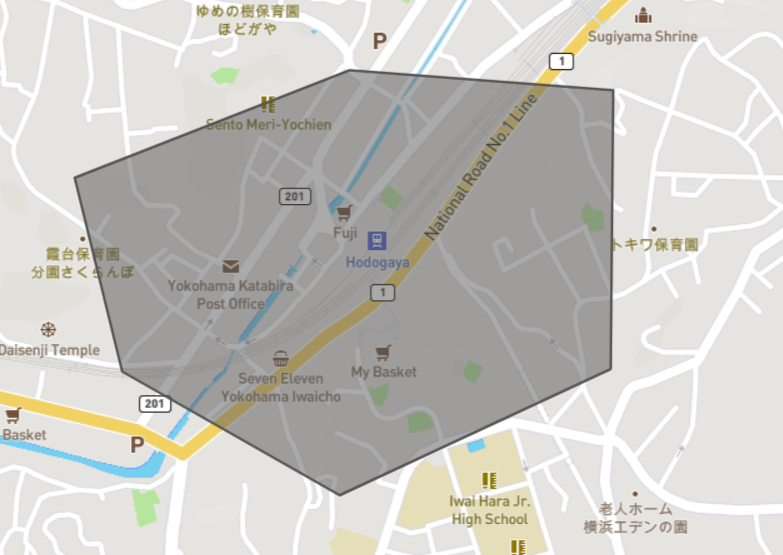 ゆめの樹保育園
ほどがや
P
Sugiyama Shrine
1
Sento Meri-Yochien
National Road No.1 Line
201
Fuji
Hodogaya
トキワ保育園
霞台保育園
分園さくらんぼ
Yokohama Katabira
Post Office
1
Daisenji Temple
My Basket
Seven Eleven
Yokohama Iwaicho
201
Basket
P
Iwai Hara Jr.
High School
老人ホーム
横浜エデンの園